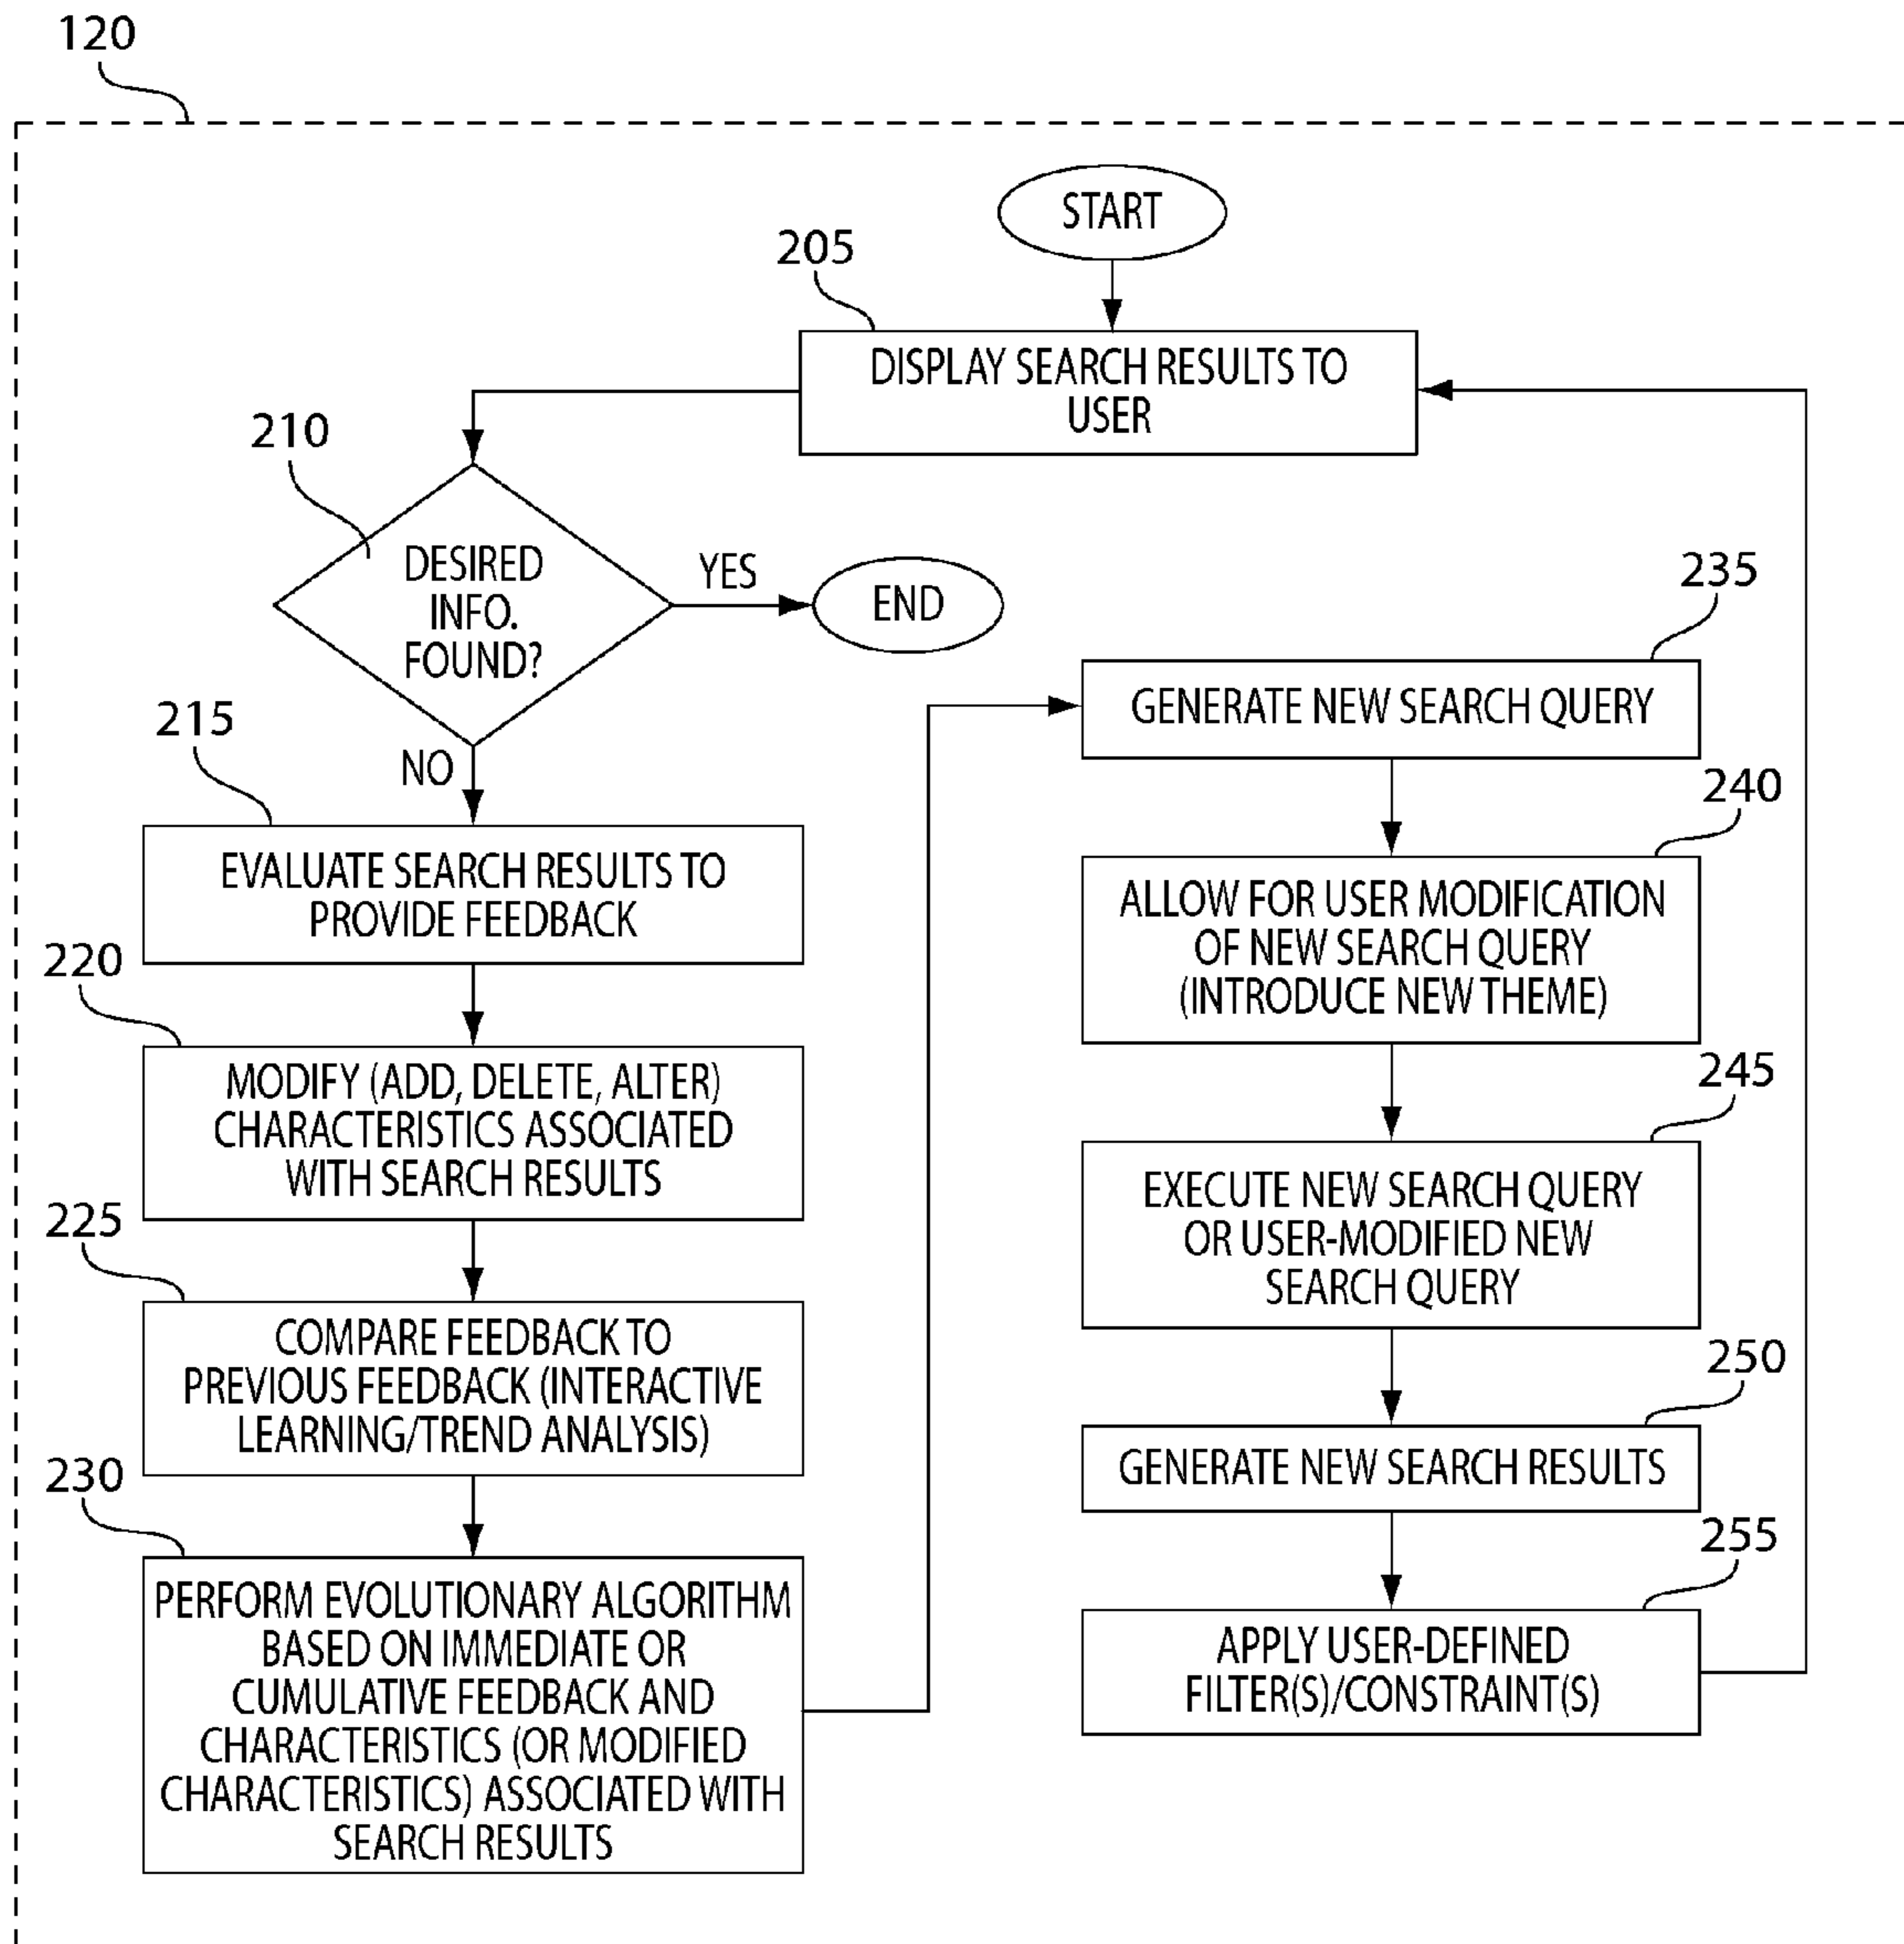 120
START
205
DISPLAY SEARCH RESULTS TO
USER
210
DESIRED
INFO.
FOUND?
YES
END
NO
215
EVALUATE SEARCH RESULTS TO
PROVIDE FEEDBACK
220
MODIFY (ADD, DELETE, ALTER)
CHARACTERISTICS ASSOCIATED
WITH SEARCH RESULTS
225
COMPARE FEEDBACK TO
PREVIOUS FEEDBACK (INTERACTIVE
LEARNING/TREND ANALYSIS)
230
PERFORM EVOLUTIONARY ALGORITHM
BASED ON IMMEDIATE OR
CUMULATIVE FEEDBACK AND
CHARACTERISTICS (OR MODIFIED
CHARACTERISTICS) ASSOCIATED WITH
SEARCH RESULTS
235
GENERATE NEW SEARCH QUERY
240
ALLOW FOR USER MODIFICATION
OF NEW SEARCH QUERY
(INTRODUCE NEW THEME)
245
EXECUTE NEW SEARCH QUERY
OR USER-MODIFIED NEW
SEARCH QUERY
250
GENERATE NEW SEARCH RESULTS
255
APPLY USER-DEFINED
FILTER(S)/CONSTRAINT(S)